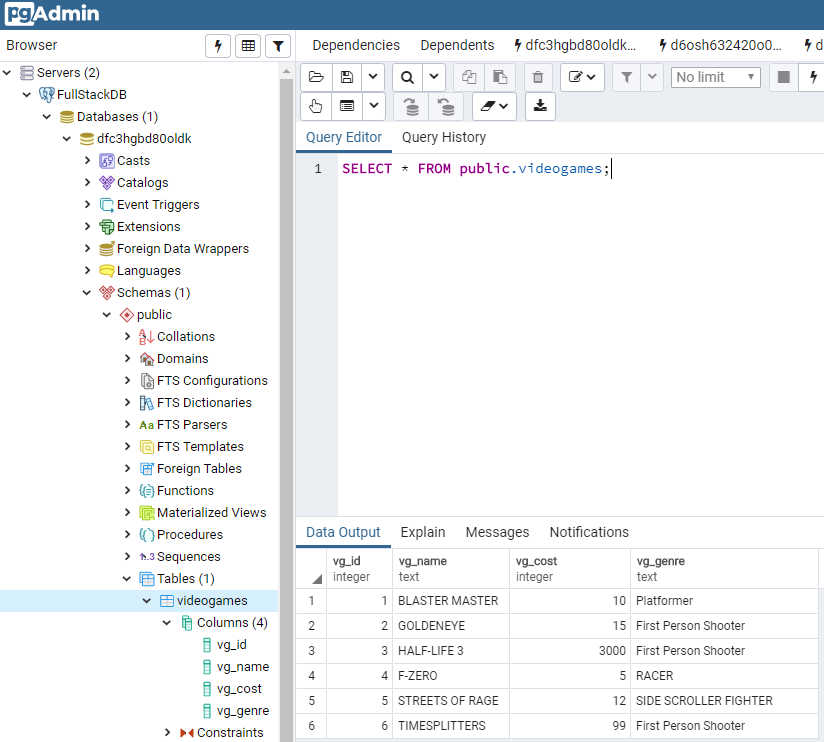 pgAdmin
Browser
Dependencies Dependents dfc3hgbd80oldk... d6osh632420o0... d
Servers (2)
FullStackDB
Databases (1)
dfc3hgbd80oldk
Casts
Catalogs
Event Triggers
Extensions
Foreign Data Wrappers
Languages
Schemas (1)
public
Collations
Domains
FTS Configurations
FTS Dictionaries
Aa FTS Parsers
FTS Templates
Foreign Tables
Functions
Materialized Views
Procedures
1..3 Sequences
Tables (1)
videogames
Columns (4)
vg_id
vg_name
vg_cost
vg_genre
Constraints
No limit
Query Editor Query History
1 SELECT * FROM public.videogames;
Data Output Explain Messages Notifications
vg_id vg_name vg_cost vg_genre
integer text integer text
1 1 BLASTER MASTER 10 Platformer
2 2 GOLDENEYE 15 First Person Shooter
3 3 HALF-LIFE 3 3000 First Person Shooter
4 4 F-ZERO 5 RACER
5 5 STREETS OF RAGE 12 SIDE SCROLLER FIGHTER
6 6 TIMESPLITTERS 99 First Person Shooter